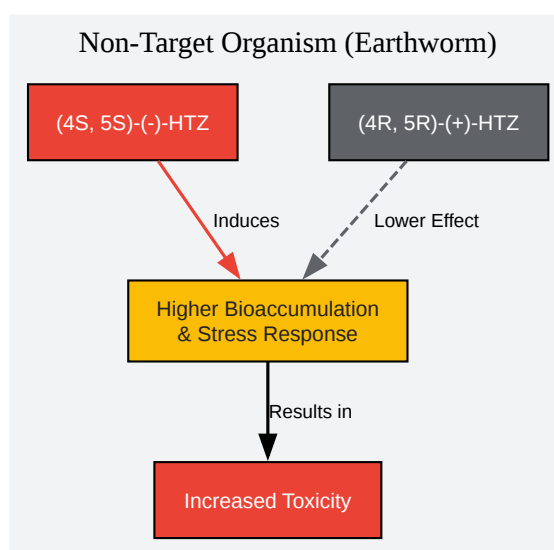 Non-Target Organism (Earthworm)
(4S, 5S)-(-)-HTZ
(4R, 5R)-(+)-HTZ
Induces
Lower Effect
Higher Bioaccumulation
& Stress Response
Results in
Increased Toxicity